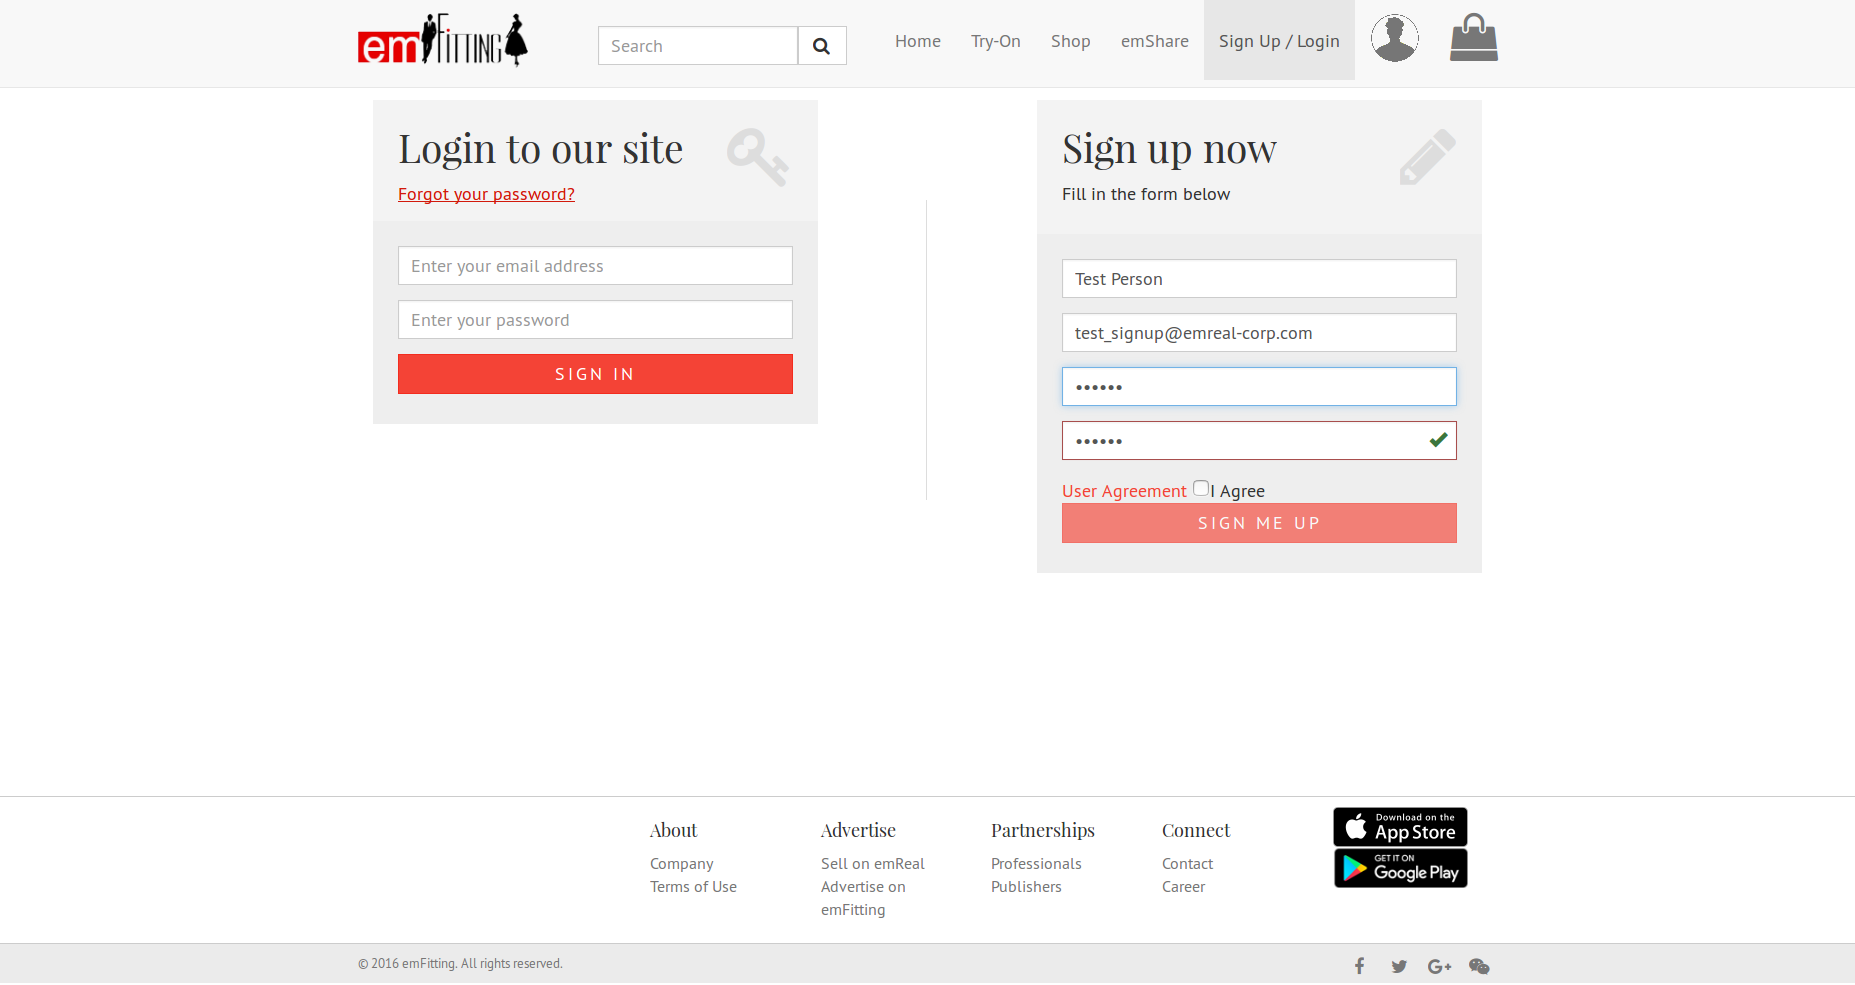 emFITTING
Search
Home
Try-On
Shop
emShare
Sign Up / Login
Login to our site
Forgot your password?
Enter your email address
Enter your password
SIGN IN
Sign up now
Fill in the form below
Test Person
test_signup@emreal-corp.com
••••••
••••••
User Agreement I Agree
SIGN ME UP
About
Company
Terms of Use
Advertise
Sell on emReal
Advertise on
emFitting
Partnerships
Professionals
Publishers
Connect
Contact
Career
Download on the
App Store
GET IT ON
Google Play
© 2016 emFitting. All rights reserved.
G+